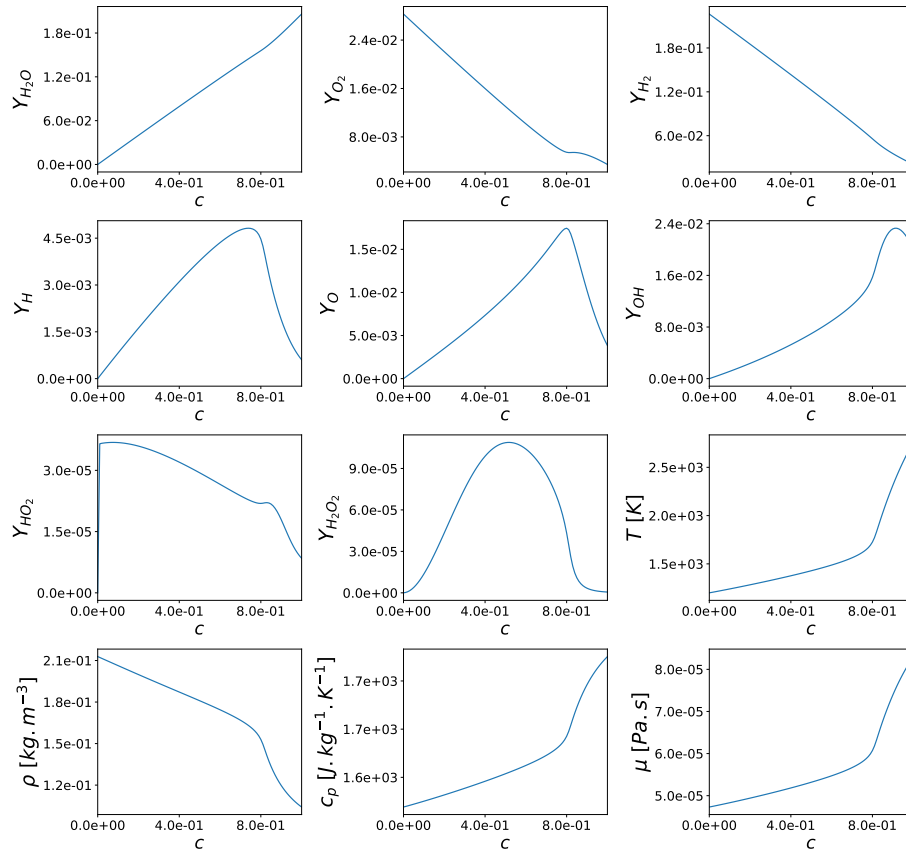 Y_{H_2O}
1.8e-01
1.2e-01
6.0e-02
0.0e+00
0.0e+00 4.0e-01 8.0e-01
c
Y_{O_2}
2.4e-02
1.6e-02
8.0e-03
0.0e+00 4.0e-01 8.0e-01
c
Y_{H_2}
1.8e-01
1.2e-01
6.0e-02
0.0e+00 4.0e-01 8.0e-01
c
Y_H
4.5e-03
3.0e-03
1.5e-03
0.0e+00
0.0e+00 4.0e-01 8.0e-01
c
Y_O
1.5e-02
1.0e-02
5.0e-03
0.0e+00
0.0e+00 4.0e-01 8.0e-01
c
Y_{OH}
2.4e-02
1.6e-02
8.0e-03
0.0e+00
0.0e+00 4.0e-01 8.0e-01
c
Y_{HO_2}
3.0e-05
1.5e-05
0.0e+00
0.0e+00 4.0e-01 8.0e-01
c
Y_{H_2O_2}
9.0e-05
6.0e-05
3.0e-05
0.0e+00
0.0e+00 4.0e-01 8.0e-01
c
T [K]
2.5e+03
2.0e+03
1.5e+03
0.0e+00 4.0e-01 8.0e-01
c
ρ [kg.m^{-3}]
2.1e-01
1.8e-01
1.5e-01
1.2e-01
0.0e+00 4.0e-01 8.0e-01
c
c_p [J.kg^{-1}.K^{-1}]
1.7e+03
1.7e+03
1.6e+03
0.0e+00 4.0e-01 8.0e-01
c
μ [Pa.s]
8.0e-05
7.0e-05
6.0e-05
5.0e-05
0.0e+00 4.0e-01 8.0e-01
c